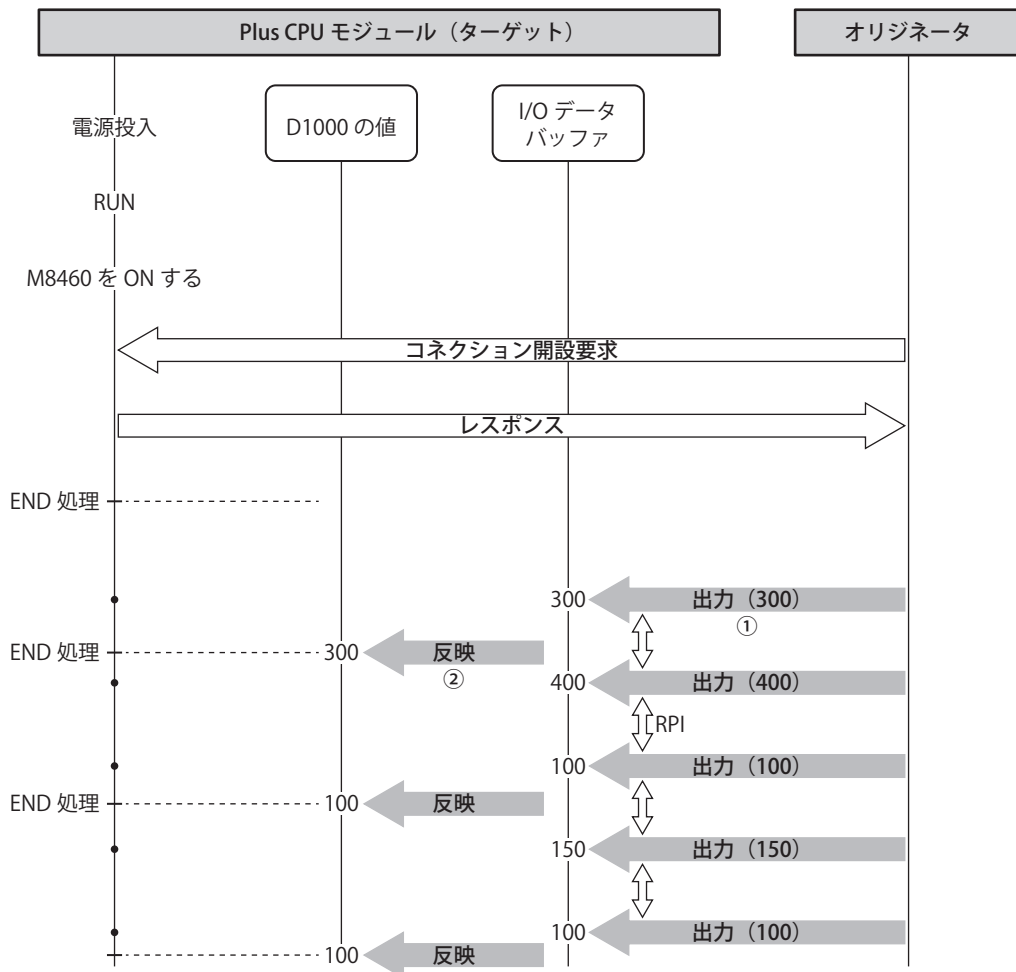 Plus CPU モジュール（ターゲット）
オリジネータ
電源投入
D1000 の値
I/O データ
バッファ
RUN
M8460 を ON する
コネクション開設要求
レスポンス
END 処理
300
出力（300）
①
END 処理
300
反映
②
400
出力（400）
RPI
100
出力（100）
END 処理
100
反映
150
出力（150）
100
出力（100）
100
反映